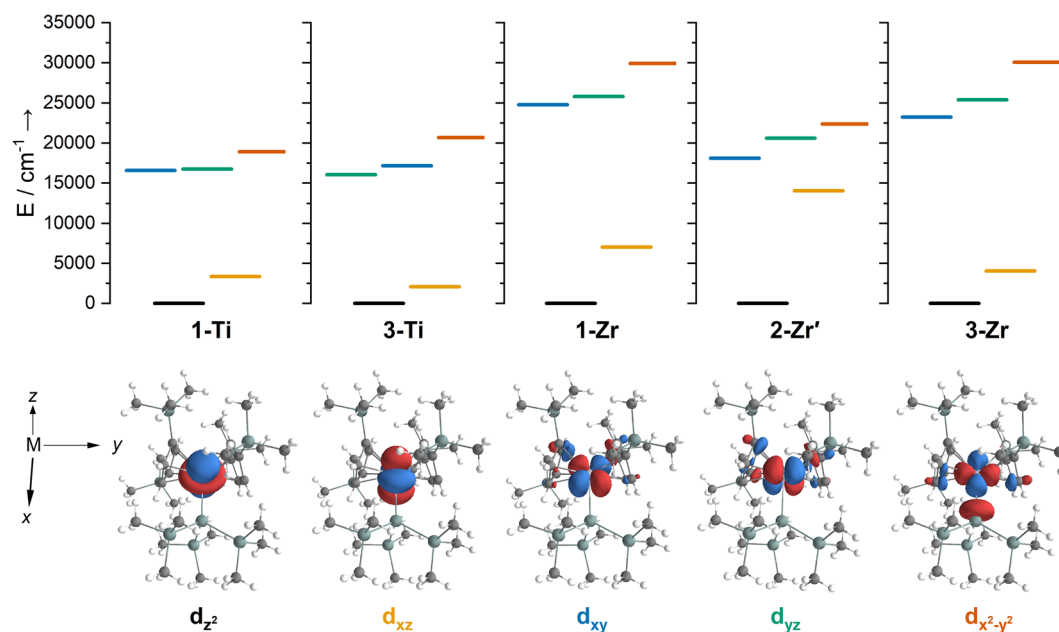 35000
30000
25000
20000
15000
10000
5000
0
E / cm⁻¹ →
1-Ti
3-Ti
1-Zr
2-Zr′
3-Zr
z
M
y
x
d_z²
d_xz
d_xy
d_yz
d_x²-y²